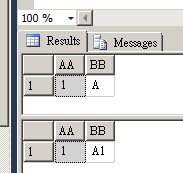 100 %
Results Messages
AA BB
1 1 A
AA BB
1 1 A1